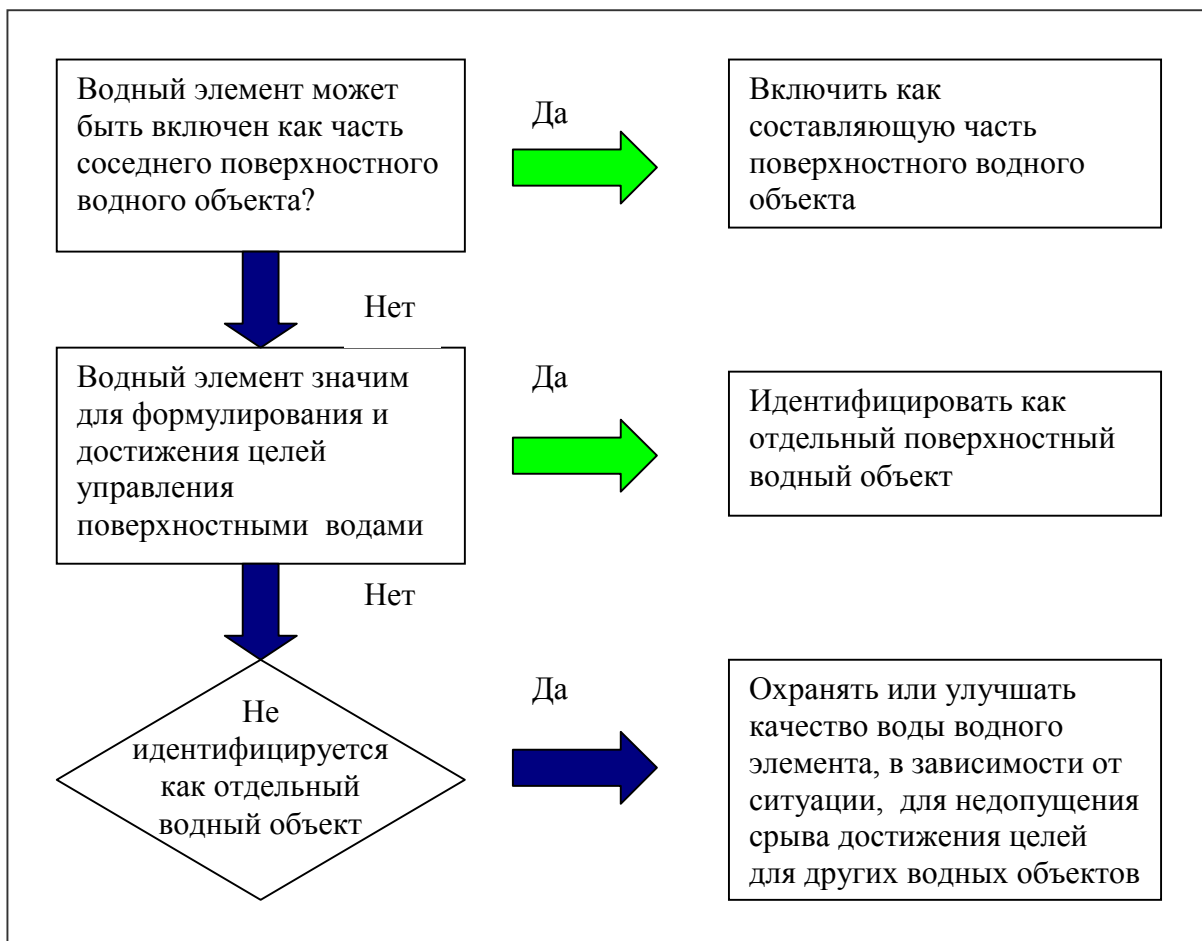 Водный элемент может
быть включен как часть
соседнего поверхностного
водного объекта?
Да
Включить как
составляющую часть
поверхностного водного
объекта
Нет
Водный элемент значим
для формулирования и
достижения целей
управления
поверхностными водами
Да
Идентифицировать как
отдельный поверхностный
водный объект
Нет
Не
идентифицируется
как отдельный
водный объект
Да
Охранять или улучшать
качество воды водного
элемента, в зависимости от
ситуации, для недопущения
срыва достижения целей
для других водных объектов